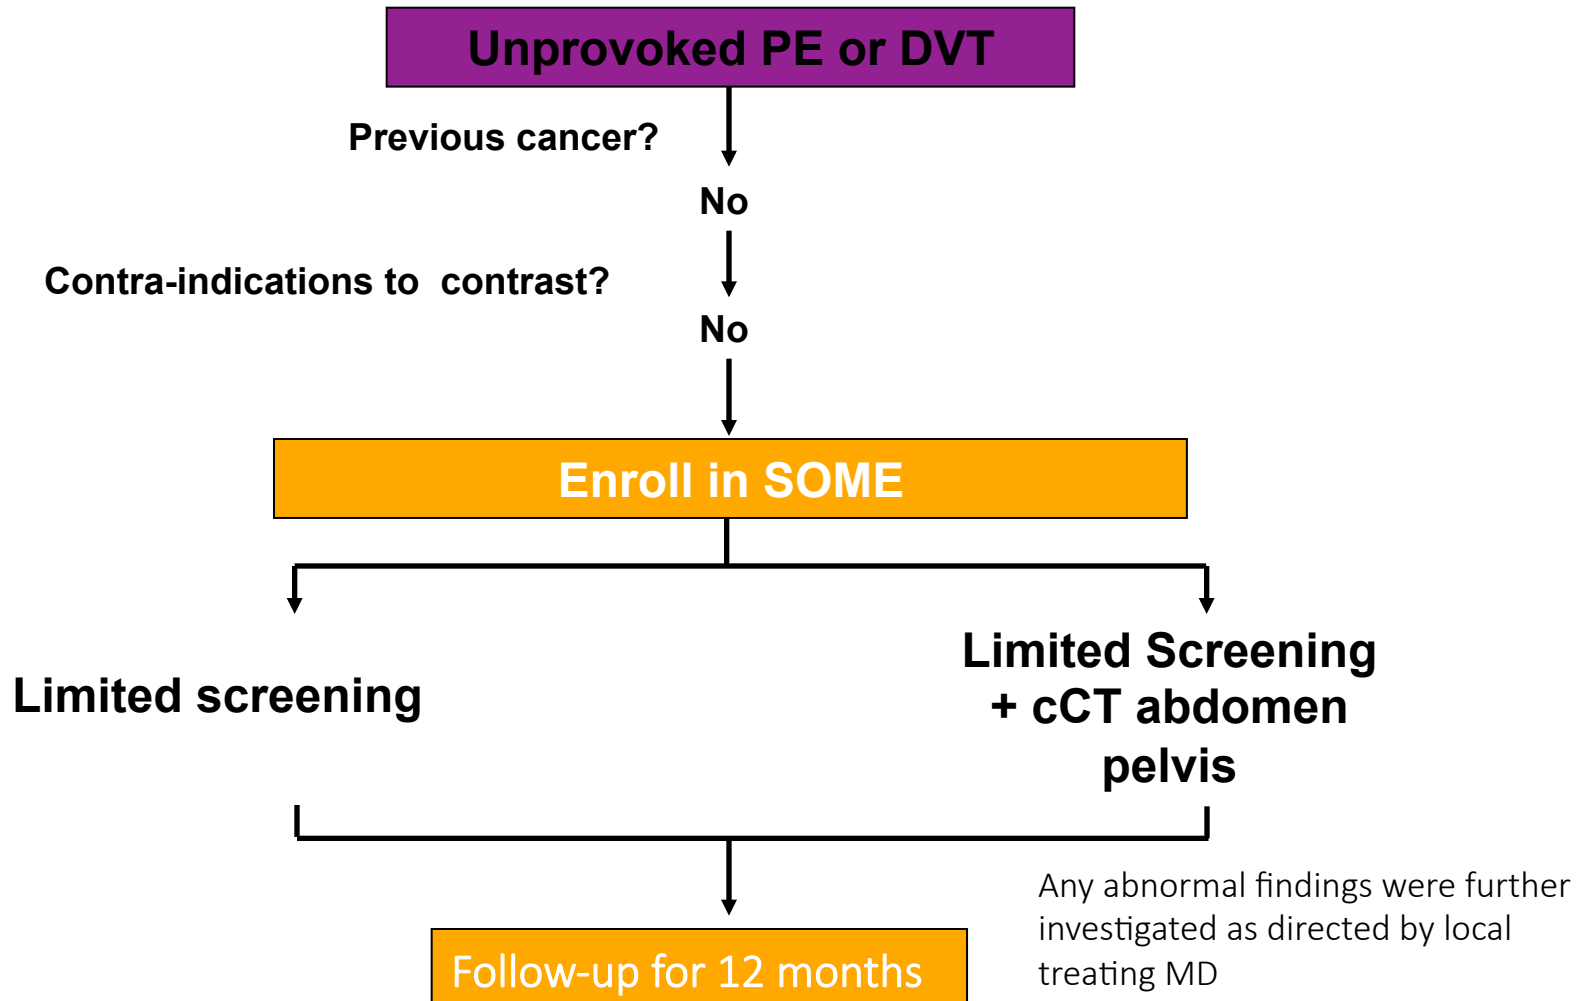 Unprovoked PE or DVT
Previous cancer?
No
Contra-indications to  contrast?
No
Enroll in SOME
Limited screening
Limited Screening
+ cCT abdomen
pelvis
Any abnormal findings were further
investigated as directed by local
treating MD
Follow-up for 12 months